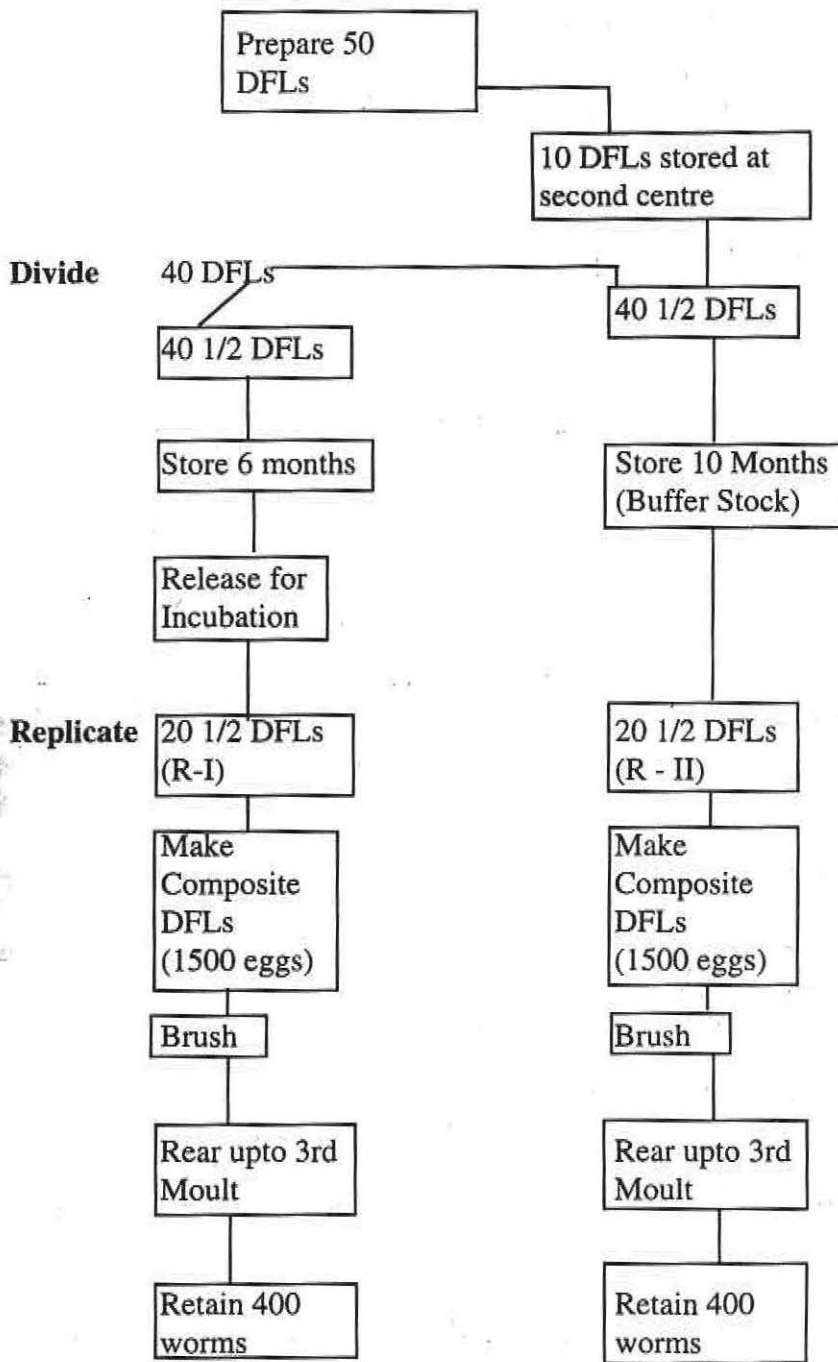 Prepare 50
DFLs
10 DFLs stored at
second centre
Divide 40 DFLs
40 1/2 DFLs
40 1/2 DFLs
Store 6 months
Store 10 Months
(Buffer Stock)
Release for
Incubation
Replicate
20 1/2 DFLs
(R-I)
20 1/2 DFLs
(R - II)
Make
Composite
DFLs
(1500 eggs)
Make
Composite
DFLs
(1500 eggs)
Brush
Brush
Rear upto 3rd
Moult
Rear upto 3rd
Moult
Retain 400
worms
Retain 400
worms